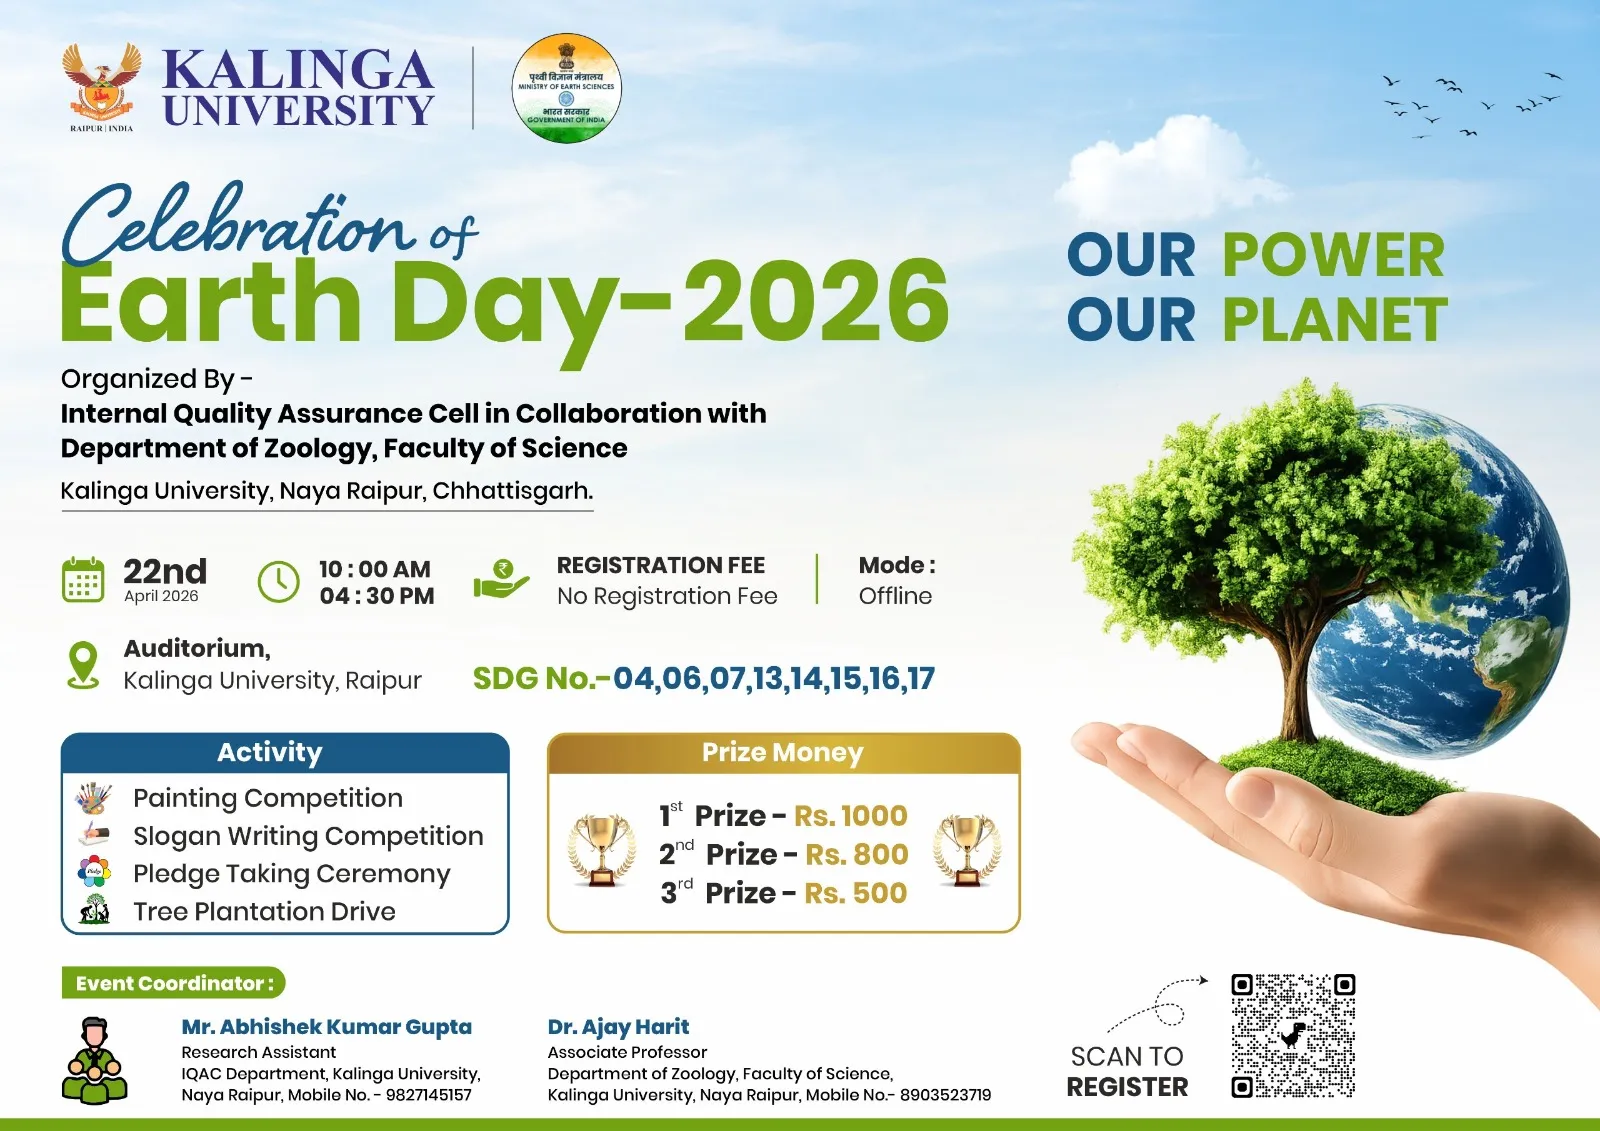 KALINGA
UNIVERSITY
RAIPUR | INDIA
पृथ्वी विज्ञान मंत्रालय
MINISTRY OF EARTH SCIENCES
भारत सरकार
GOVERNMENT OF INDIA
Celebration of
Earth Day-2026
OUR POWER
OUR PLANET
Organized By -
Internal Quality Assurance Cell in Collaboration with
Department of Zoology, Faculty of Science
Kalinga University, Naya Raipur, Chhattisgarh.
22nd
April 2026
10 : 00 AM
04 : 30 PM
REGISTRATION FEE
No Registration Fee
Mode :
Offline
Auditorium,
Kalinga University, Raipur
SDG No.-04,06,07,13,14,15,16,17
Activity
Painting Competition
Slogan Writing Competition
Pledge Taking Ceremony
Tree Plantation Drive
Prize Money
1st Prize - Rs. 1000
2nd Prize - Rs. 800
3rd Prize - Rs. 500
Event Coordinator :
Mr. Abhishek Kumar Gupta
Research Assistant
IQAC Department, Kalinga University,
Naya Raipur, Mobile No. - 9827145157
Dr. Ajay Harit
Associate Professor
Department of Zoology, Faculty of Science,
Kalinga University, Naya Raipur, Mobile No.- 8903523719
SCAN TO
REGISTER